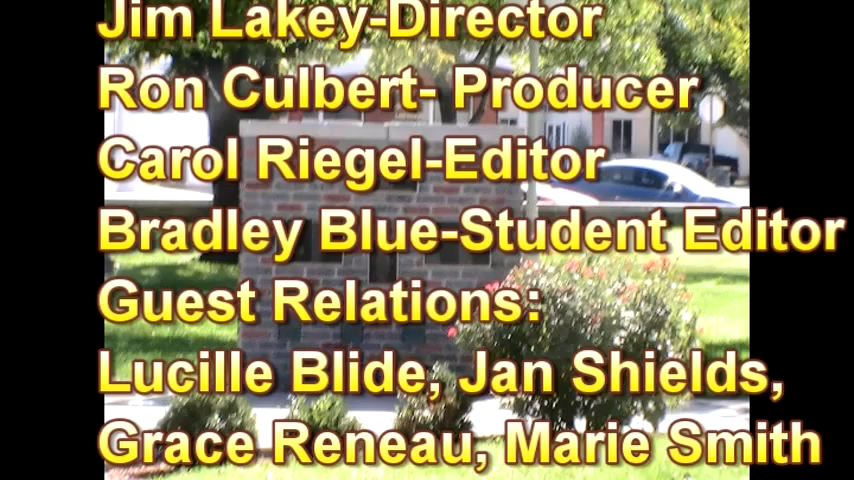 Jim Lakey-Director
Ron Culbert- Producer
Carol Riegel-Editor
Bradley Blue-Student Editor
Guest Relations:
Lucille Blide, Jan Shields,
Grace Reneau, Marie Smith